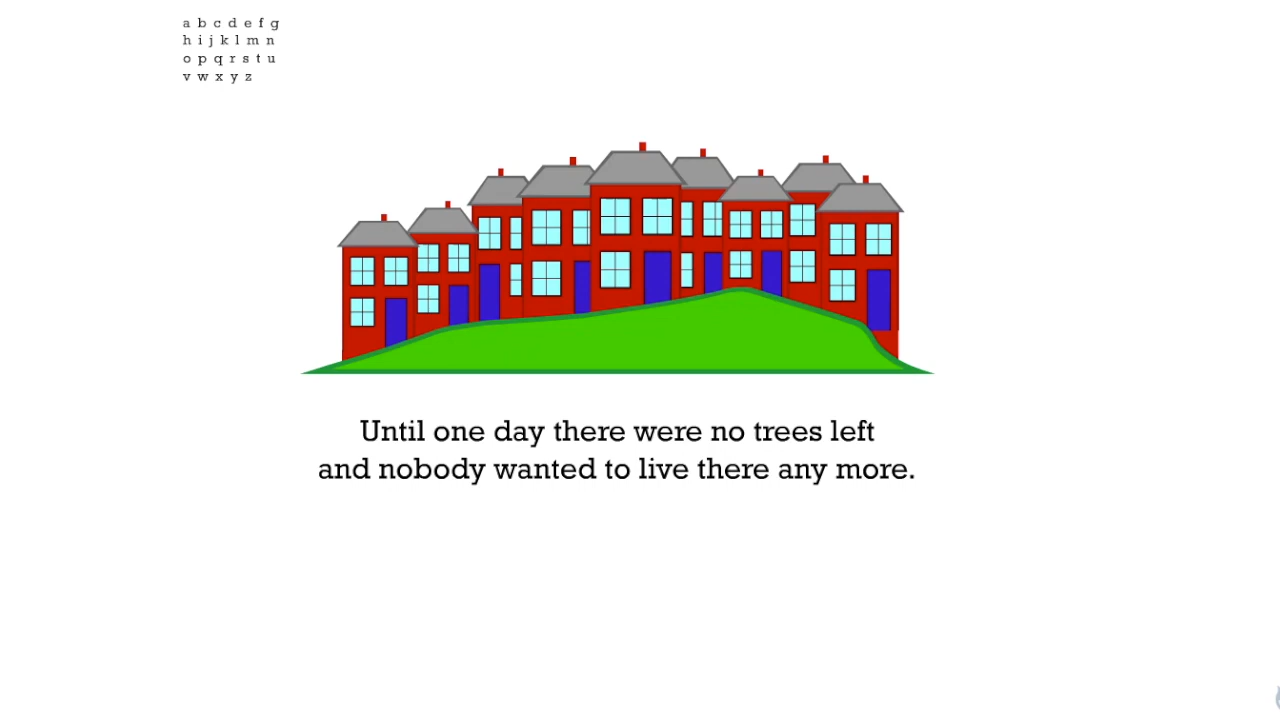 a b c d e f g
h i j k l m n
o p q r s t u
v w x y z
Until one day there were no trees left
and nobody wanted to live there any more.